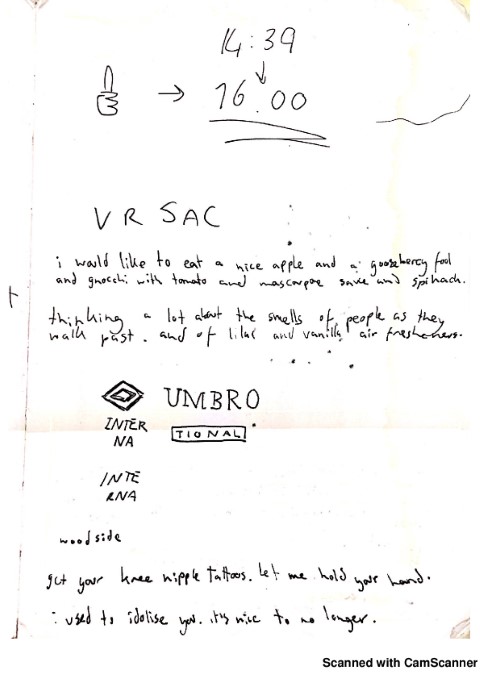 14:39
→ 16.00
VR SAC
i would like to eat a nice apple and a gooseberry fool
and gnocchi with tomato and mascarpone sauce and spinach.
thinking a lot about the smells of people as they
walk past. and of lilac and vanilla air fresheners.
UMBRO
INTER
NA TIONAL
INTE
RNA
woodside
get your knee nipple tattoos. let me hold your hand.
i used to idolise you. it's nice to no longer.
Scanned with CamScanner